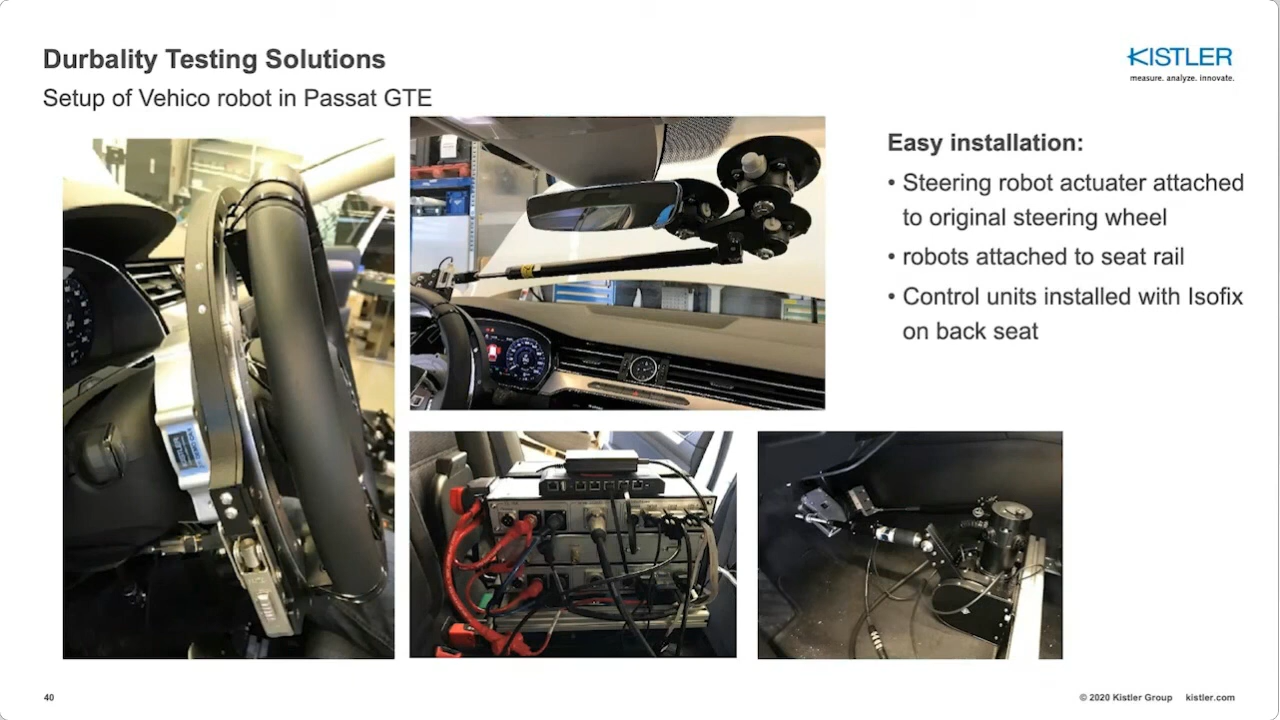 Durbality Testing Solutions
Setup of Vehico robot in Passat GTE
KISTLER
measure. analyze. innovate.
Easy installation:
• Steering robot actuater attached
to original steering wheel
• robots attached to seat rail
• Control units installed with Isofix
on back seat
40
© 2020 Kistler Group kistler.com